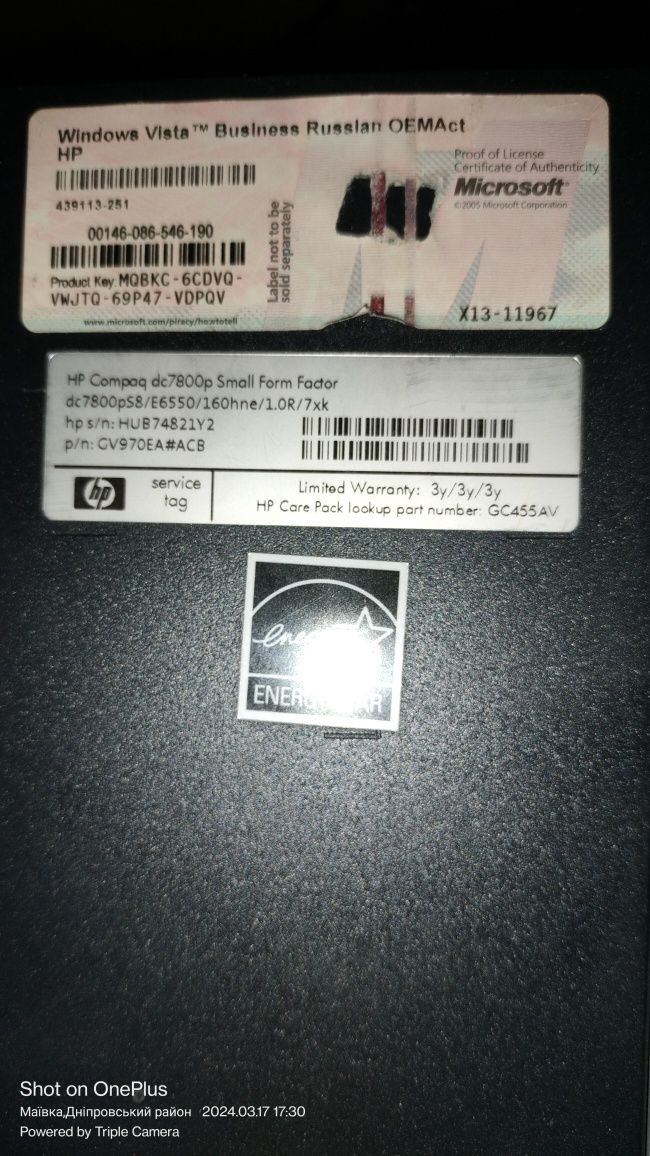 Windows Vista™ Business Russian OEMAct
HP
Proof of License
Certificate of Authenticity
Microsoft®
©2005 Microsoft Corporation
439113-251
00146-086-546-190
Product Key: MQBKC-6CDVQ-
VWJTQ-69P47-VDPQV
Label not to be
sold separately
www.microsoft.com/piracy/howtotell
X13-11967
HP Compaq dc7800p Small Form Factor
dc7800pS8/E6550/160hne/1.0R/7xk
hp s/n: HUB74821Y2
p/n: GV970EA#ACB
hp
service
tag
Limited Warranty: 3y/3y/3y
HP Care Pack lookup part number: GC455AV
Shot on OnePlus
Маївка,Дніпровський район 2024.03.17 17:30
Powered by Triple Camera